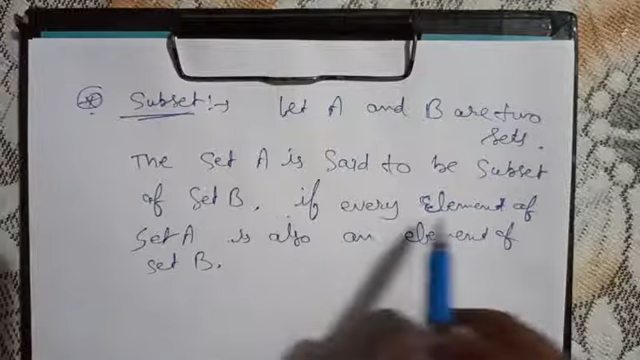 Subset :→ Let A and B are two
sets.
The set A is said to be subset
of set B, if every element of
set A is also an element of
set B.